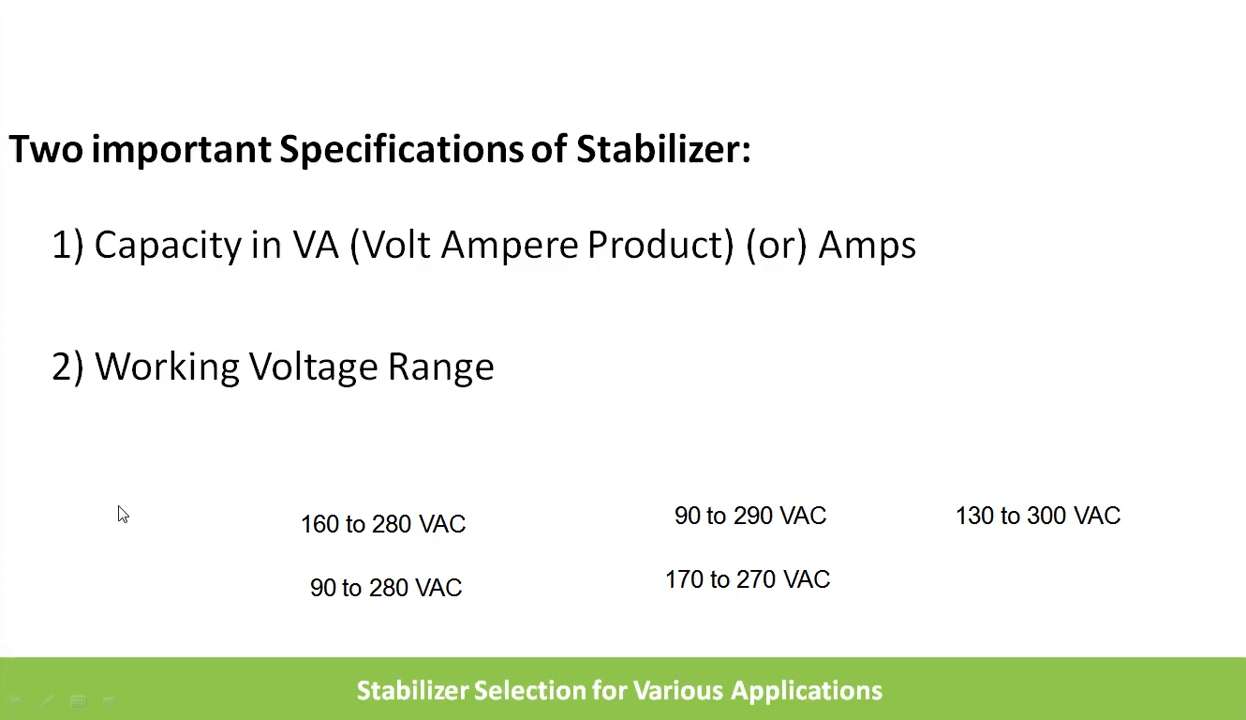 Two important Specifications of Stabilizer:
1) Capacity in VA (Volt Ampere Product) (or) Amps
2) Working Voltage Range
160 to 280 VAC
90 to 290 VAC
130 to 300 VAC
90 to 280 VAC
170 to 270 VAC
Stabilizer Selection for Various Applications